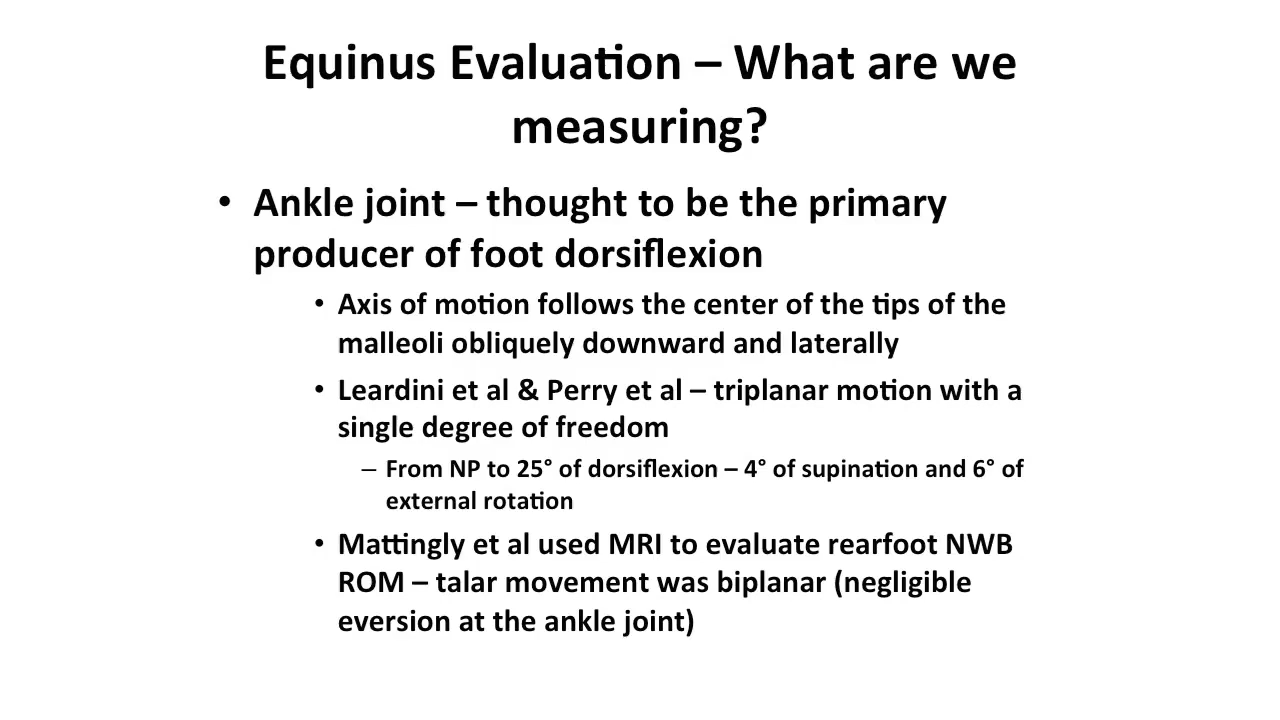 Equinus Evaluation – What are we
measuring?
• Ankle joint – thought to be the primary
producer of foot dorsiflexion
• Axis of motion follows the center of the tips of the
malleoli obliquely downward and laterally
• Leardini et al & Perry et al – triplanar motion with a
single degree of freedom
– From NP to 25° of dorsiflexion – 4° of supination and 6° of
external rotation
• Mattingly et al used MRI to evaluate rearfoot NWB
ROM – talar movement was biplanar (negligible
eversion at the ankle joint)